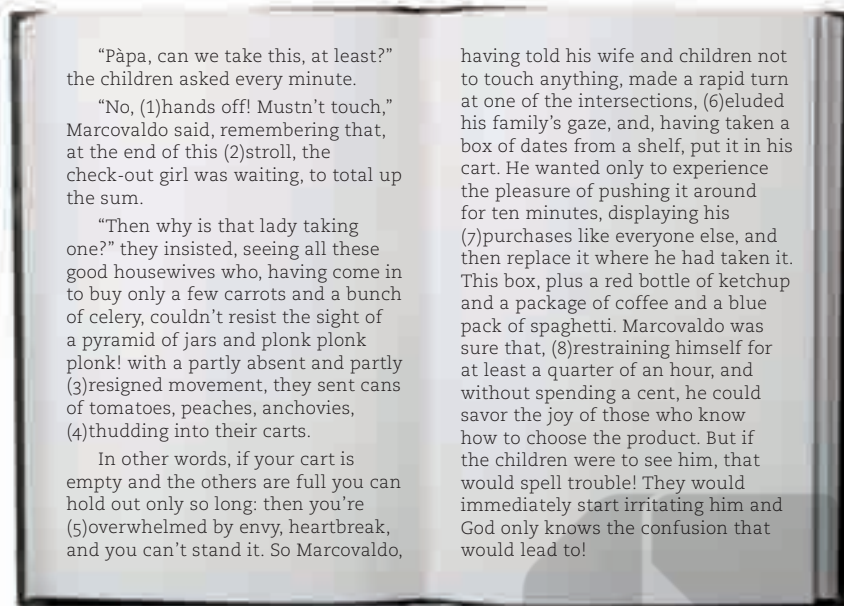 “Pàpa, can we take this, at least?”
the children asked every minute.
“No, (1)hands off! Mustn’t touch,”
Marcovaldo said, remembering that,
at the end of this (2)stroll, the
check-out girl was waiting, to total up
the sum.
“Then why is that lady taking
one?” they insisted, seeing all these
good housewives who, having come in
to buy only a few carrots and a bunch
of celery, couldn’t resist the sight of
a pyramid of jars and plonk plonk
plonk! with a partly absent and partly
(3)resigned movement, they sent cans
of tomatoes, peaches, anchovies,
(4)thudding into their carts.
In other words, if your cart is
empty and the others are full you can
hold out only so long: then you’re
(5)overwhelmed by envy, heartbreak,
and you can’t stand it. So Marcovaldo,
having told his wife and children not
to touch anything, made a rapid turn
at one of the intersections, (6)eluded
his family’s gaze, and, having taken a
box of dates from a shelf, put it in his
cart. He wanted only to experience
the pleasure of pushing it around
for ten minutes, displaying his
(7)purchases like everyone else, and
then replace it where he had taken it.
This box, plus a red bottle of ketchup
and a package of coffee and a blue
pack of spaghetti. Marcovaldo was
sure that, (8)restraining himself for
at least a quarter of an hour, and
without spending a cent, he could
savor the joy of those who know
how to choose the product. But if
the children were to see him, that
would spell trouble! They would
immediately start irritating him and
God only knows the confusion that
would lead to!